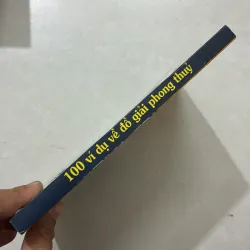 100 ví dụ về đồ giải phong thuỷ